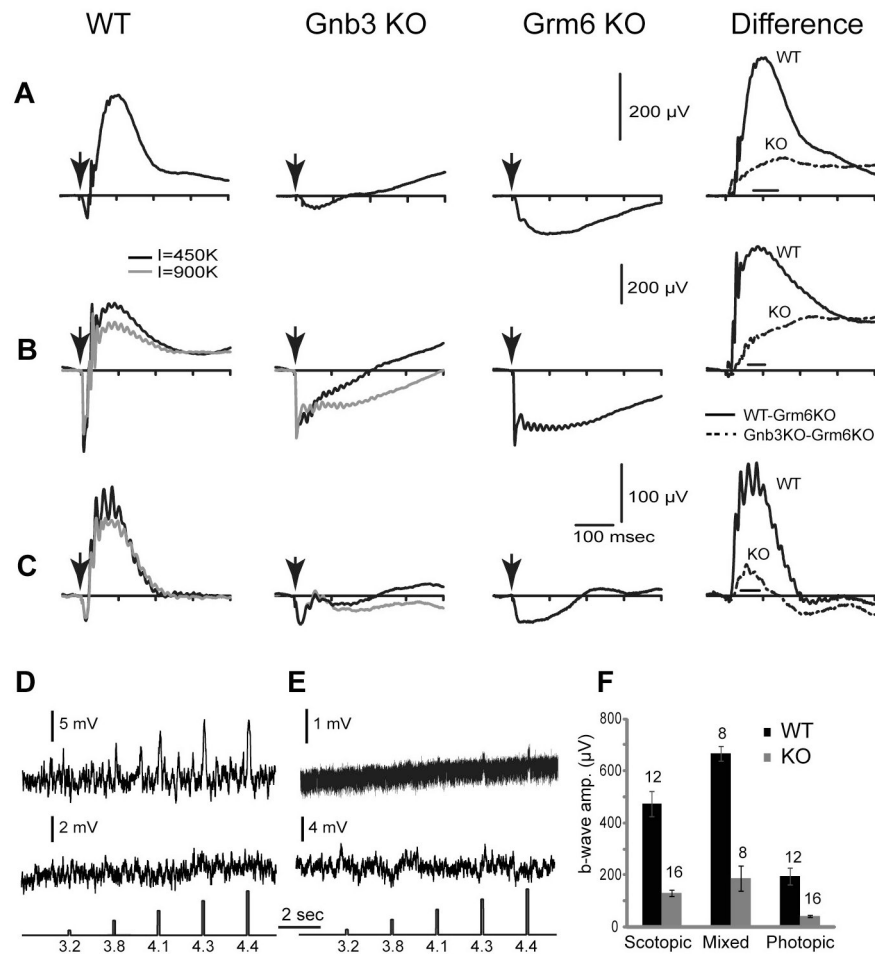 WT Gnb3 KO Grm6 KO Difference
A
200 µV
WT
KO
I=450K
I=900K
B
200 µV
WT
KO
WT-Grm6KO
Gnb3KO-Grm6KO
C
100 µV
100 msec
WT
KO
D
5 mV
2 mV
3.2 3.8 4.1 4.3 4.4
E
1 mV
4 mV
2 sec
3.2 3.8 4.1 4.3 4.4
F
b-wave amp. (µV)
800
600
400
200
0
WT
KO
12 16 8 8 12 16
Scotopic Mixed Photopic